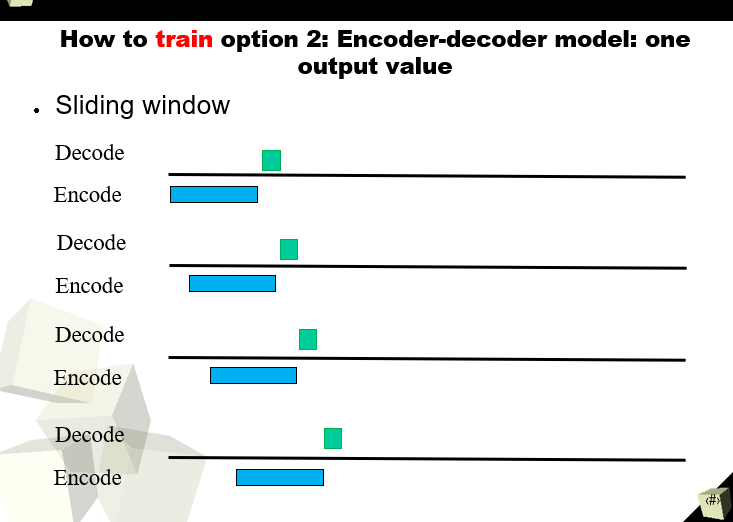 How to train option 2: Encoder-decoder model: one
output value
• Sliding window
Decode
Encode
Decode
Encode
Decode
Encode
Decode
Encode
‹#›